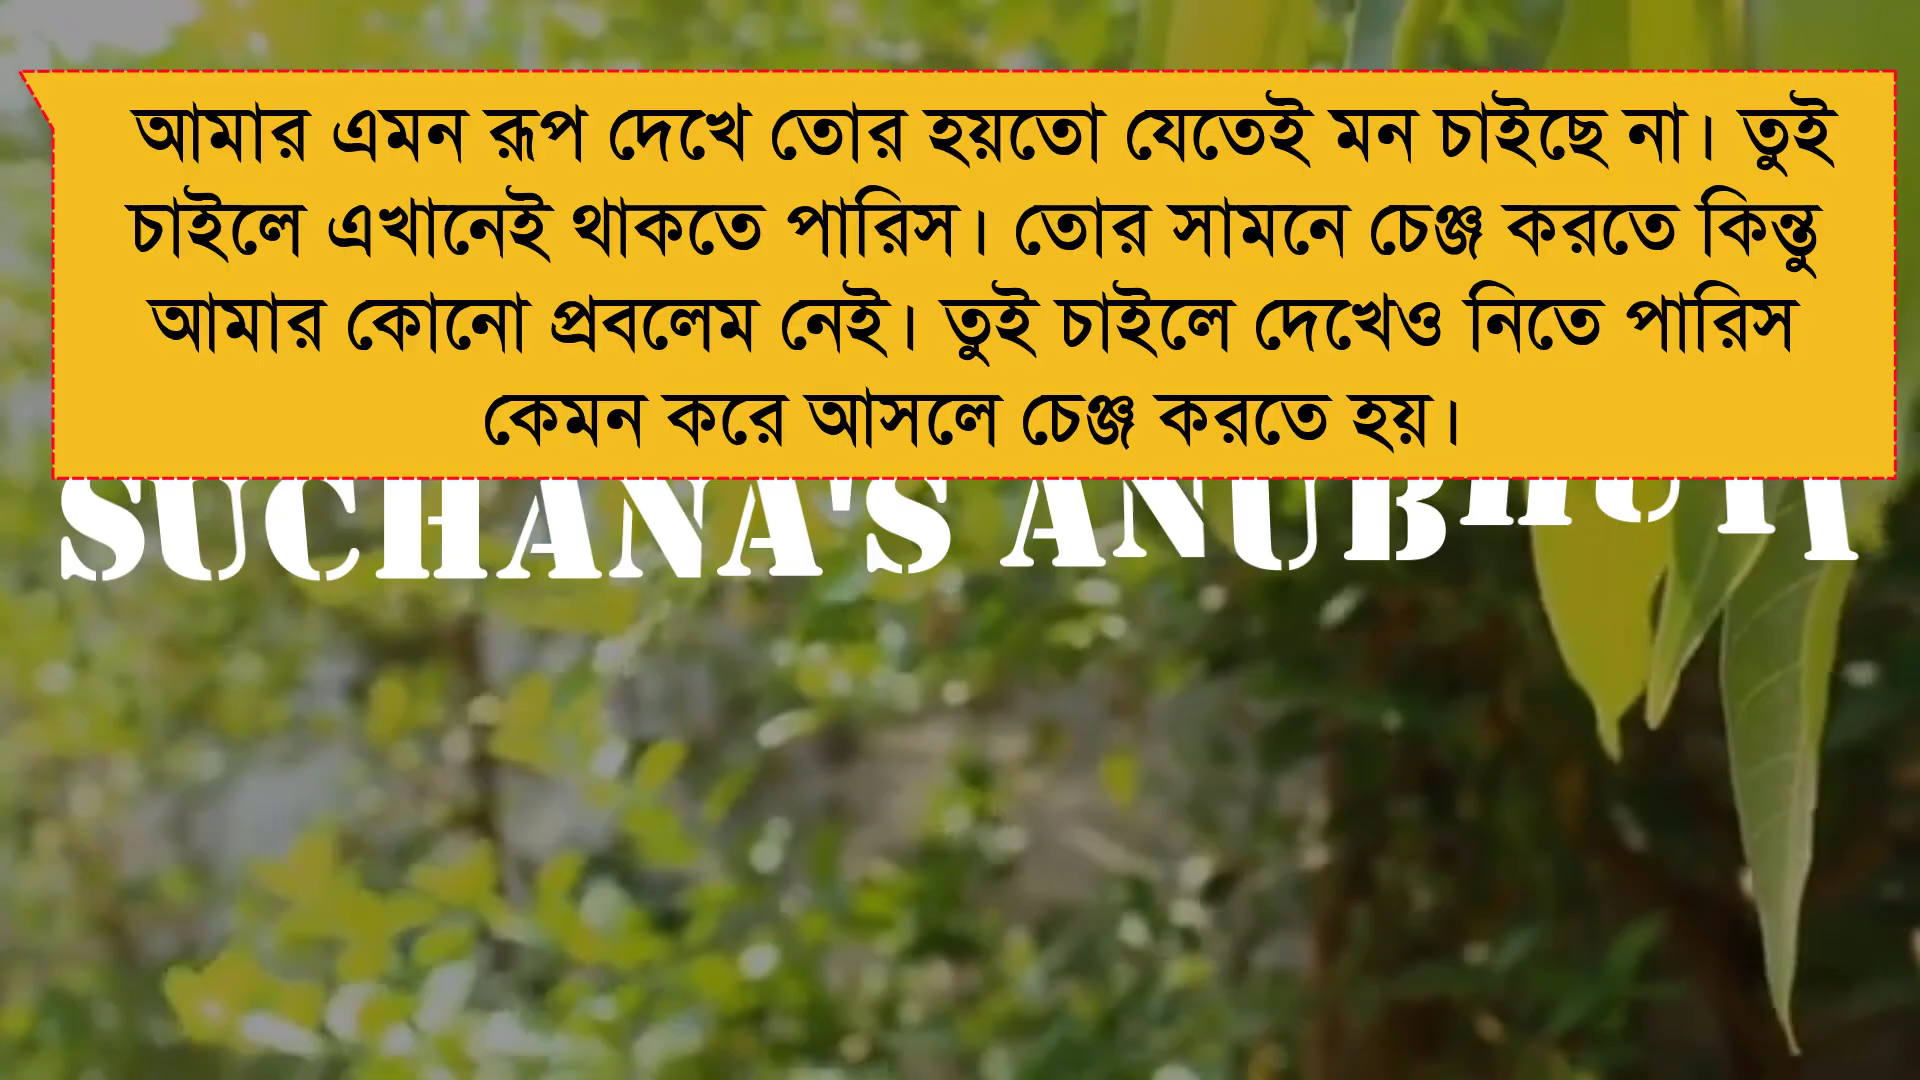 আমার এমন রূপ দেখে তোর হয়তো যেতেই মন চাইছে না। তুই
চাইলে এখানেই থাকতে পারিস। তোর সামনে চেঞ্জ করতে কিন্তু
আমার কোনো প্রবলেম নেই। তুই চাইলে দেখেও নিতে পারিস
কেমন করে আসলে চেঞ্জ করতে হয়।
SUCHANA'S ANUBHUTI